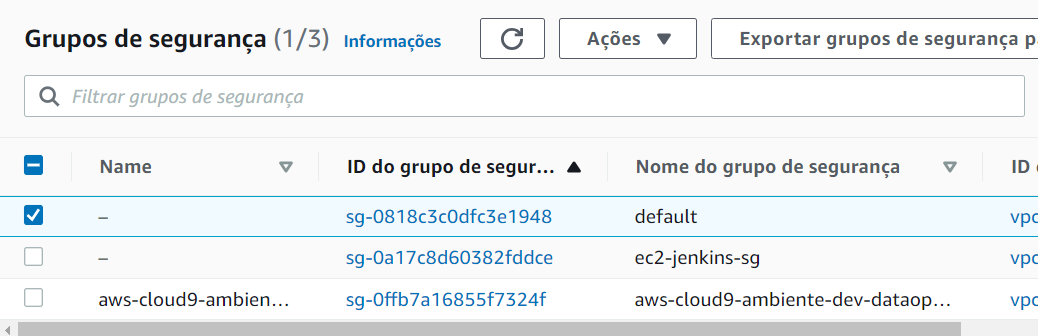 Grupos de segurança (1/3) Informações Ações Exportar grupos de segurança p
Filtrar grupos de segurança
Name ID do grupo de segur... Nome do grupo de segurança ID
– sg-0818c3c0dfc3e1948 default vpc
– sg-0a17c8d60382fddce ec2-jenkins-sg vpc
aws-cloud9-ambien... sg-0ffb7a16855f7324f aws-cloud9-ambiente-dev-dataop... vpc